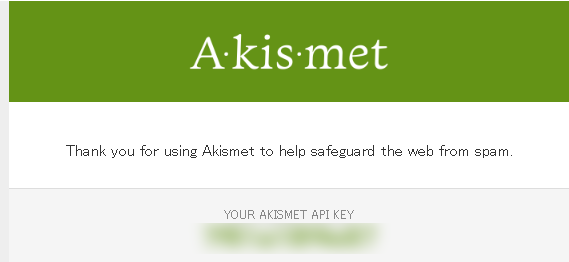 A·kis·met
Thank you for using Akismet to help safeguard the web from spam.
YOUR AKISMET API KEY